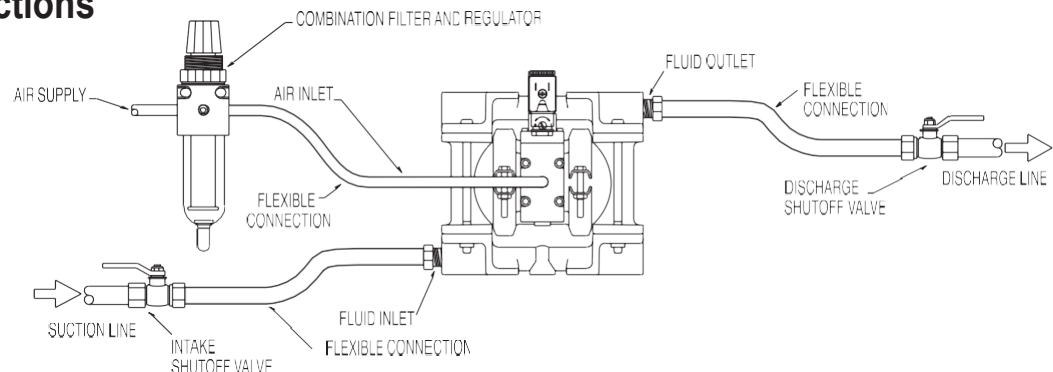 ctions
COMBINATION FILTER AND REGULATOR
AIR SUPPLY
AIR INLET
FLUID OUTLET
FLEXIBLE
CONNECTION
FLEXIBLE
CONNECTION
DISCHARGE
SHUTOFF VALVE
DISCHARGE LINE
SUCTION LINE
INTAKE
SHUTOFF VALVE
FLUID INLET
FLEXIBLE CONNECTION